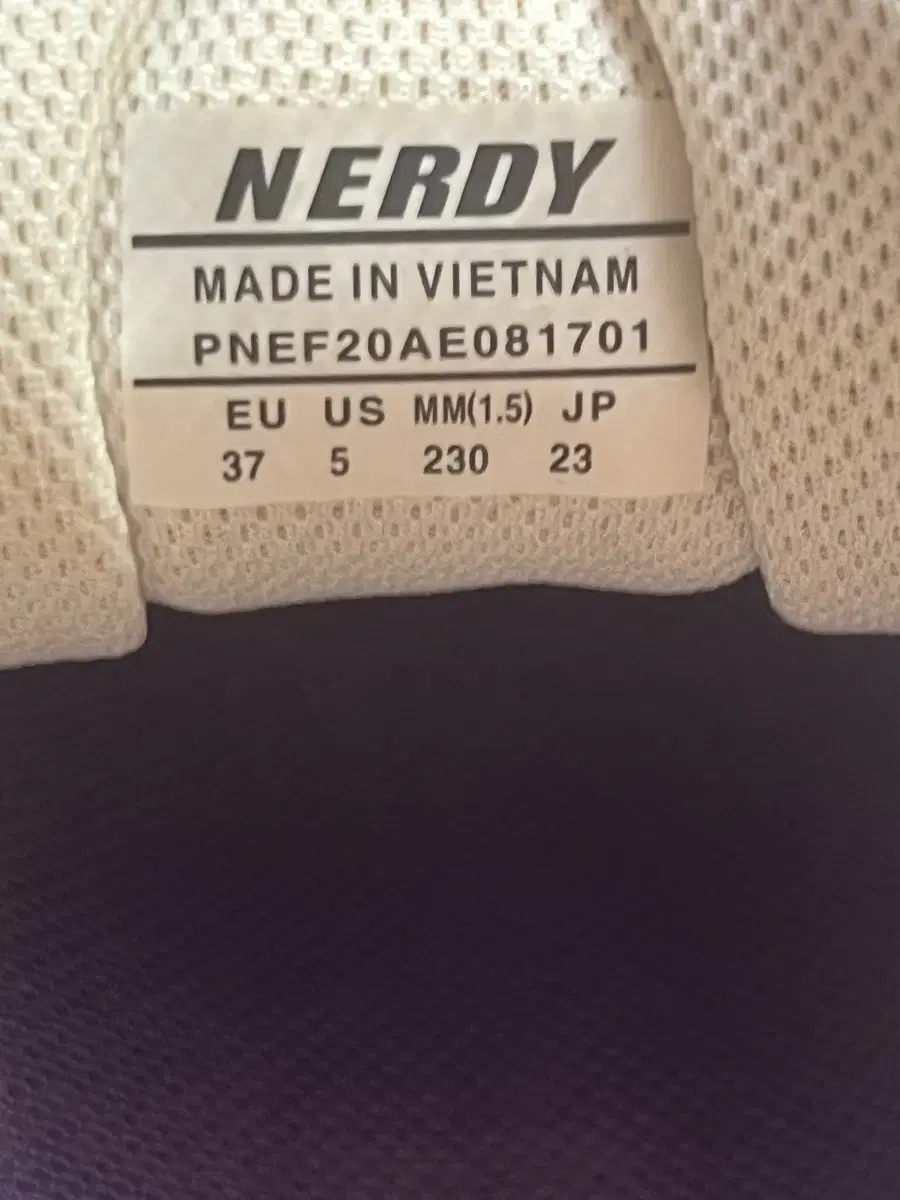 NERDY
MADE IN VIETNAM
PNEF20AE081701
EU US MM(1.5) JP
37 5 230 23